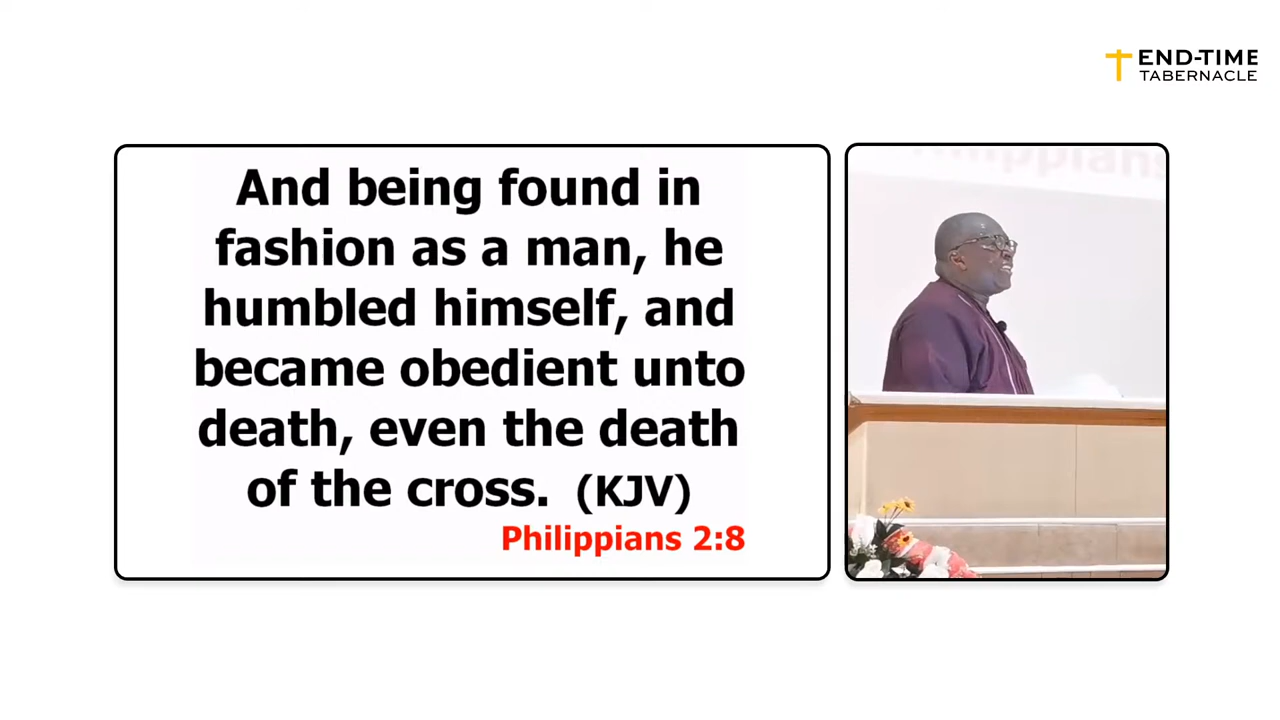 END-TIME
TABERNACLE
And being found in
fashion as a man, he
humbled himself, and
became obedient unto
death, even the death
of the cross. (KJV)
Philippians 2:8
hilippians